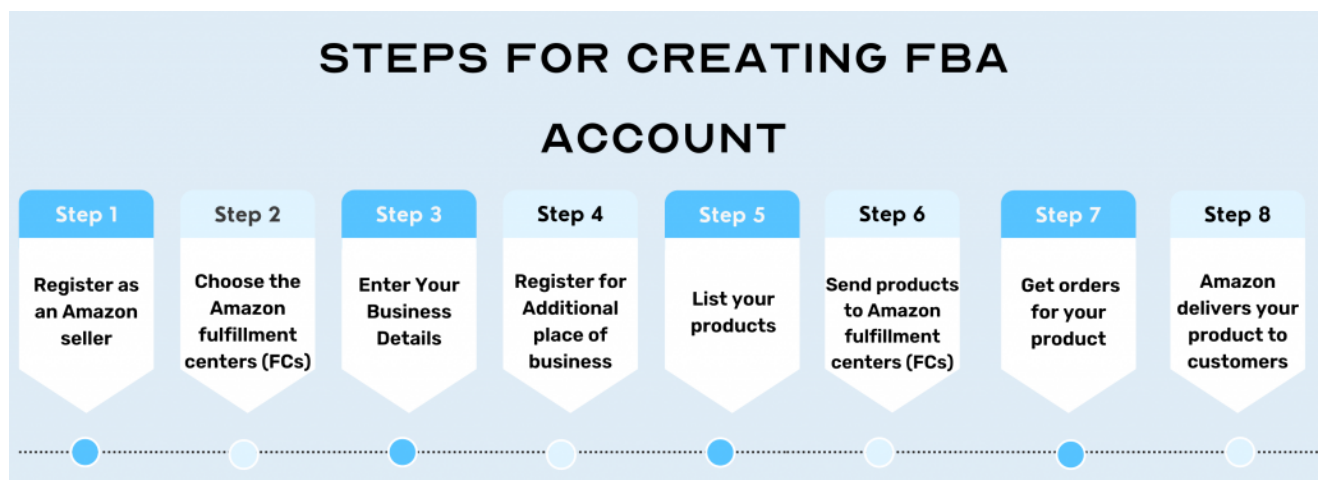 STEPS FOR CREATING FBA
ACCOUNT
Step 1
Register as
an Amazon
seller
Step 2
Choose the
Amazon
fulfillment
centers (FCs)
Step 3
Enter Your
Business
Details
Step 4
Register for
Additional
place of
business
Step 5
List your
products
Step 6
Send products
to Amazon
fulfillment
centers (FCs)
Step 7
Get orders
for your
product
Step 8
Amazon
delivers your
product to
customers